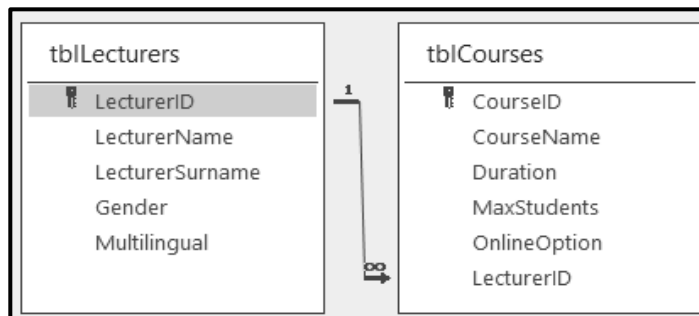 tblLecturers
LecturerID
LecturerName
LecturerSurname
Gender
Multilingual
1
∞
tblCourses
CourseID
CourseName
Duration
MaxStudents
OnlineOption
LecturerID